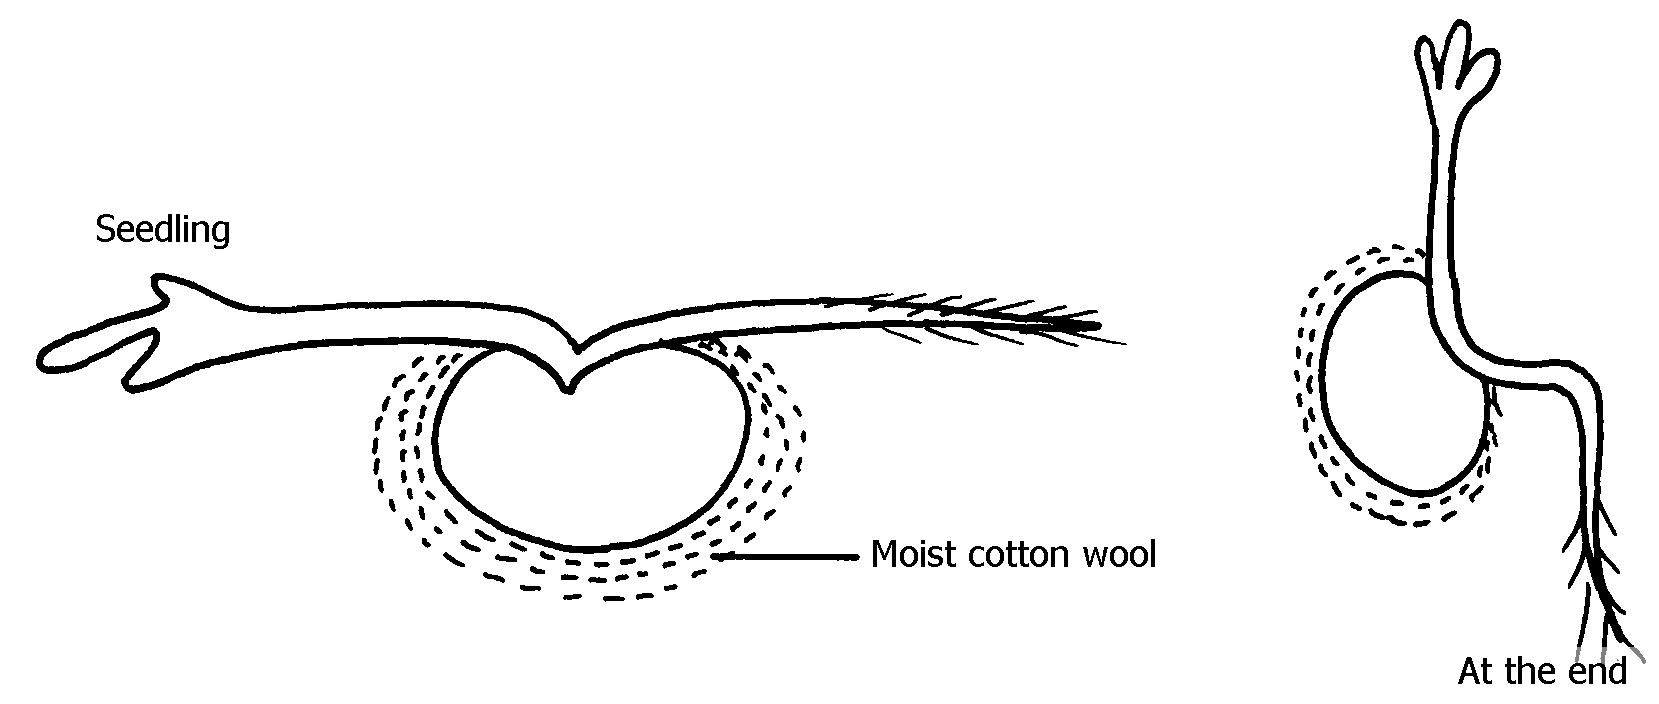 Seedling
Moist cotton wool
At the end